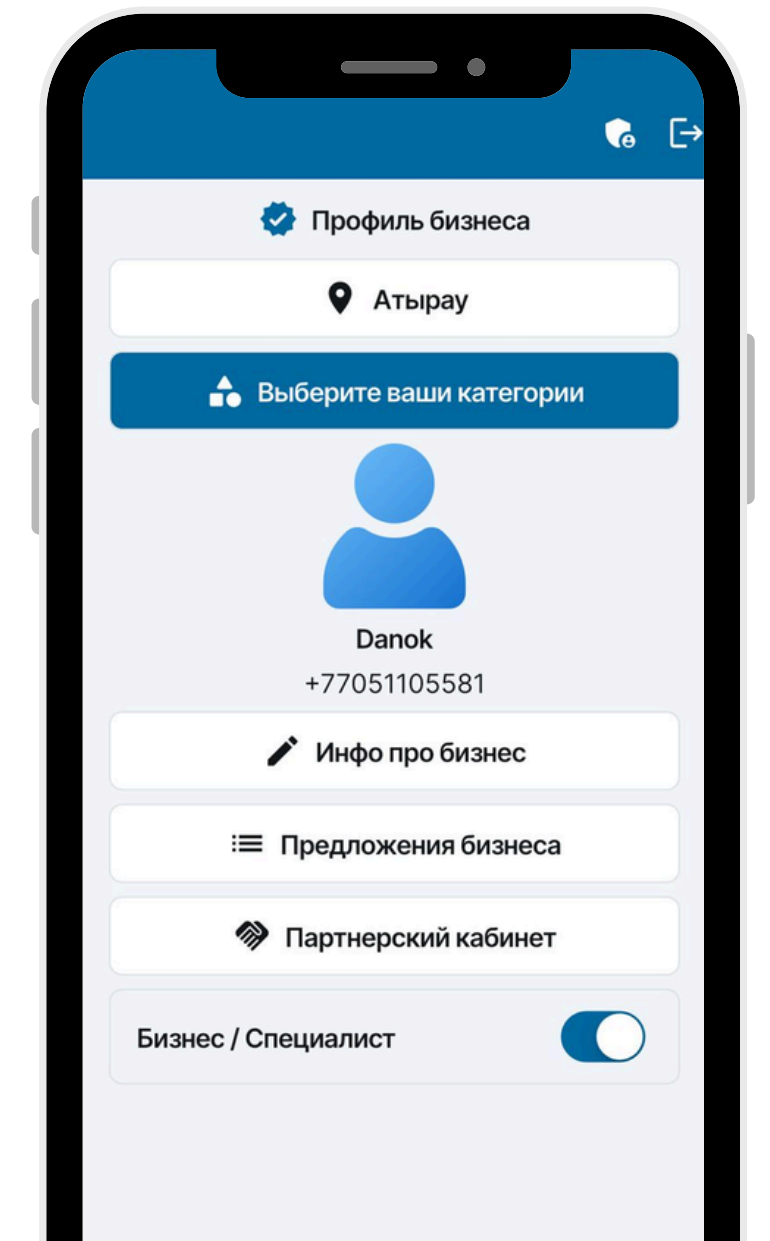 Профиль бизнеса
Атырау
Выберите ваши категории
Danok
+77051105581
Инфо про бизнес
Предложения бизнеса
Партнерский кабинет
Бизнес / Специалист